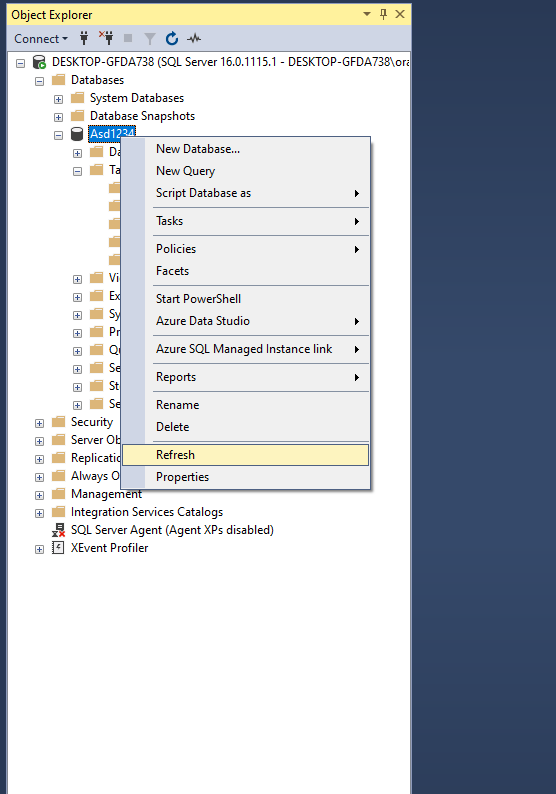 Object Explorer
Connect
DESKTOP-GFDA738 (SQL Server 16.0.1115.1 - DESKTOP-GFDA738\ora
Databases
System Databases
Database Snapshots
Asd1234
Da
Ta
Vi
Ex
Sy
Pr
Qu
Se
St
Se
New Database...
New Query
Script Database as
Tasks
Policies
Facets
Start PowerShell
Azure Data Studio
Azure SQL Managed Instance link
Reports
Rename
Delete
Refresh
Properties
Security
Server Ob
Replicatio
Always O
Management
Integration Services Catalogs
SQL Server Agent (Agent XPs disabled)
XEvent Profiler